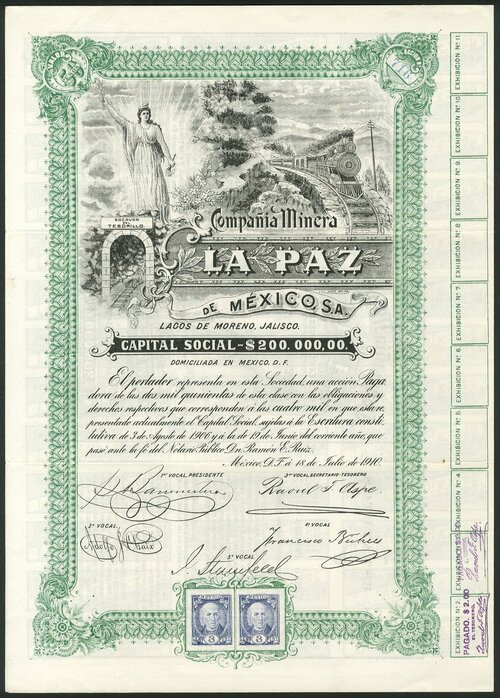 SOCAVON
DE
TESORILLO.
Compañia Minera
LA PAZ
DE MÉXICO, S.A.
LAGOS DE MORENO, JALISCO.
CAPITAL SOCIAL-$200,000,00.
DOMICILIADA EN MEXICO, D. F.
El portador representa en esta Sociedad, una acción Paga
dora de las dos mil quinientas de esta clase con las obligaciones y
derechos respectivos que corresponden á las cuatro mil en que está re-
presentado actualmente el Capital Social, sujetas á la Escritura consti-
tutiva de 3 de Agosto de 1906 y á la de 19 de Junio del corriente año, que
pasó ante la fé del Notario Público Dn. Ramón E. Ruiz.
México, D.F. á 18 de Julio de 1910.
1er VOCAL, PRESIDENTE
3er VOCAL, SECRETARIO-TESORERO
Raoul J. Aspe.
2º VOCAL
4º VOCAL
5º VOCAL
MEXICO
MEXICO
EXHIBICION Nº 11.
EXHIBICION Nº 10.
EXHIBICION Nº 9.
EXHIBICION Nº 8.
EXHIBICION Nº 7.
EXHIBICION Nº 6.
EXHIBICION Nº 5.
EXHIBICION Nº 4.
EXHIBICION Nº 2.
PAGADO. $ 2.00
EL TESORERO.